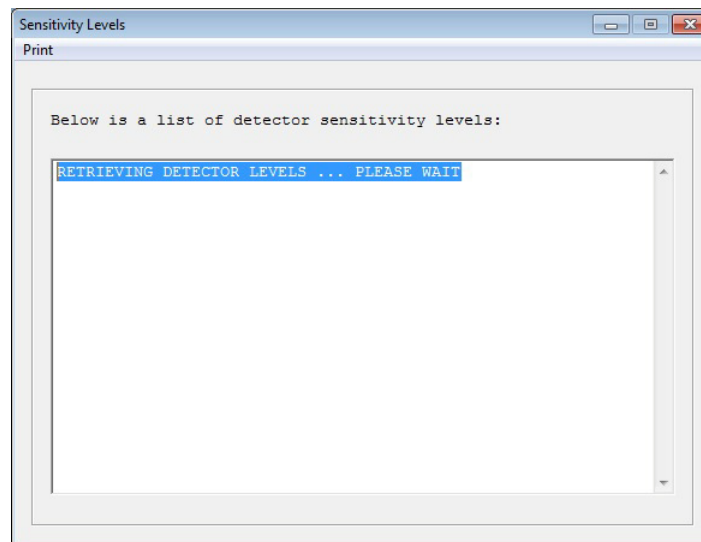 Sensitivity Levels
Print
Below is a list of detector sensitivity levels:
RETRIEVING DETECTOR LEVELS ... PLEASE WAIT